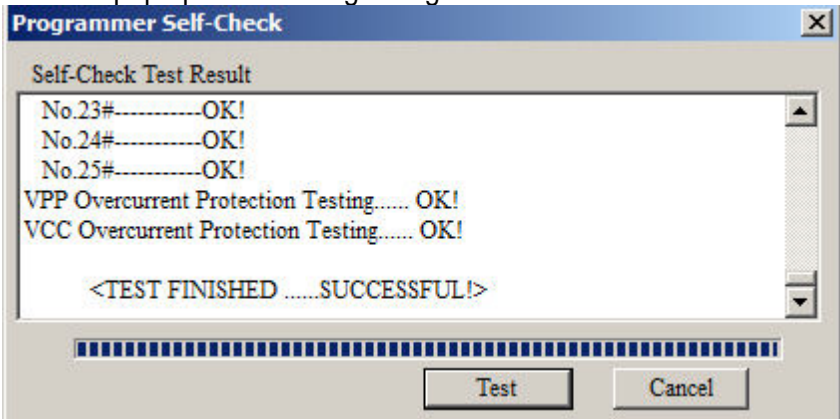 Programmer Self-Check
Self-Check Test Result
No.23#-----------OK!
No.24#-----------OK!
No.25#-----------OK!
VPP Overcurrent Protection Testing...... OK!
VCC Overcurrent Protection Testing...... OK!
<TEST FINISHED ......SUCCESSFUL!>
Test Cancel